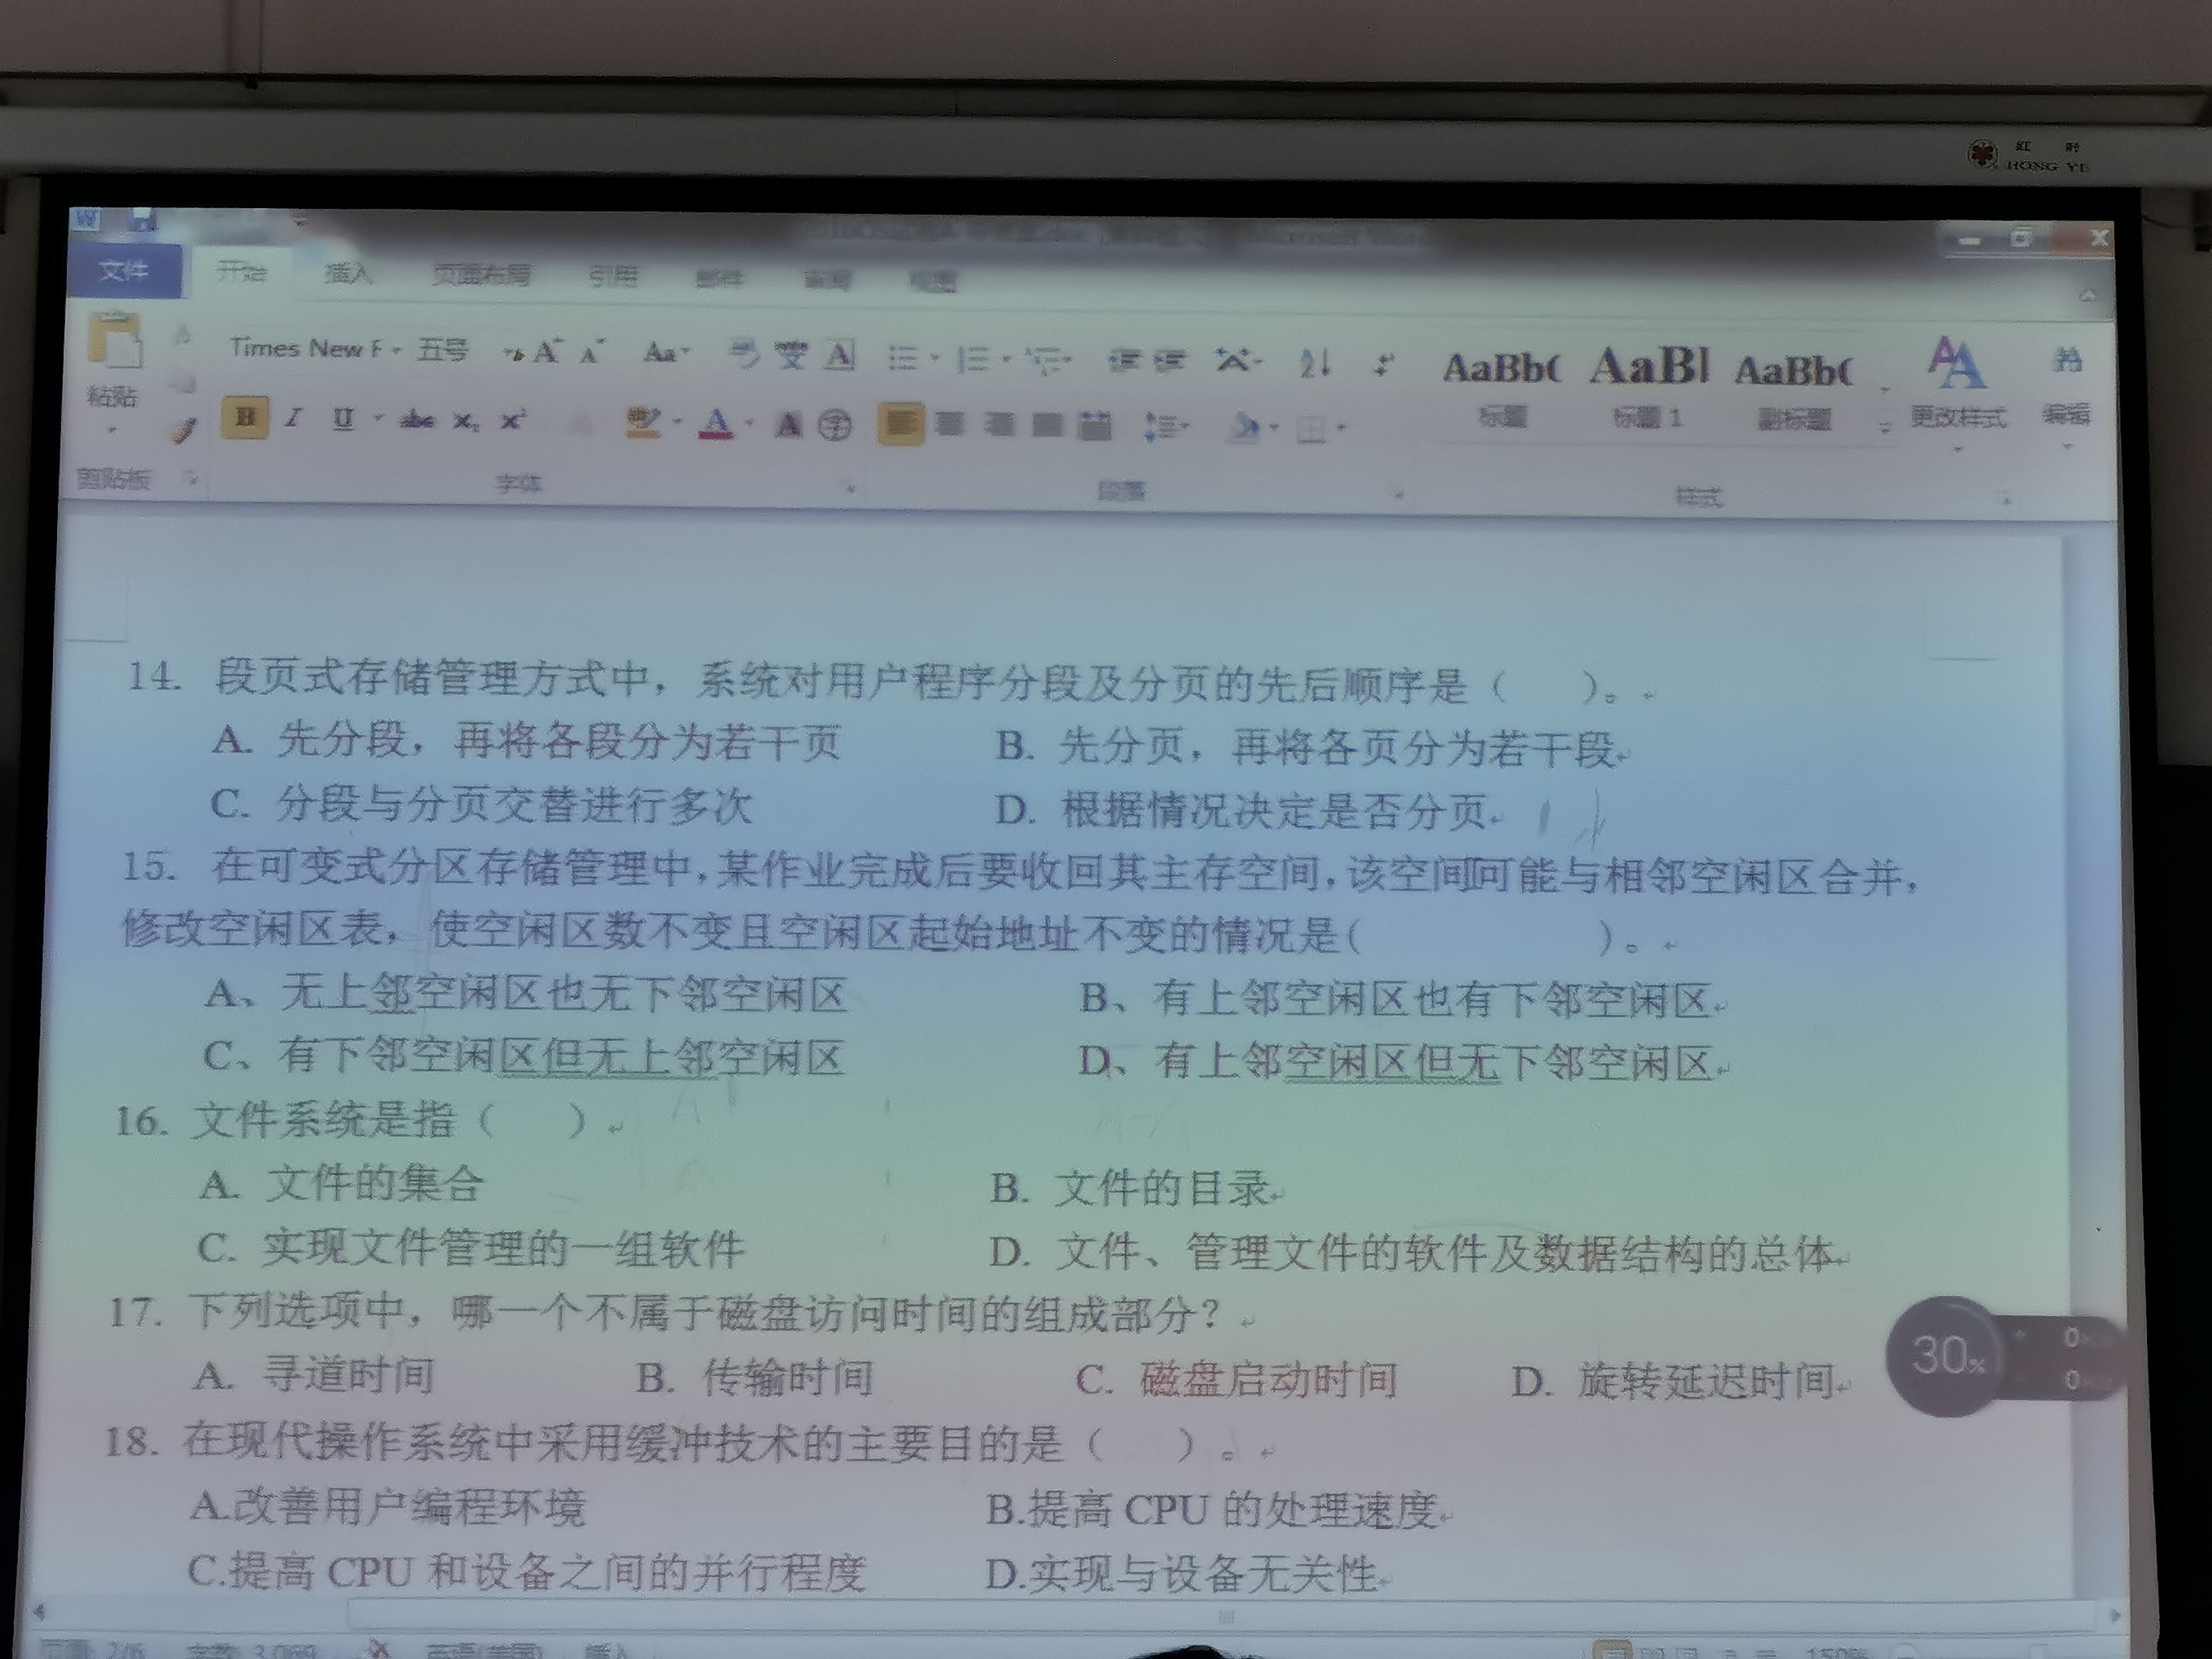 HONG YE
文件 开始 插入 页面布局 引用 邮件 审阅 视图
Times New F 五号
粘贴
AaBb( AaBl AaBb(
标题 标题 1 副标题 更改样式 编辑
剪贴板 字体 段落 样式
14. 段页式存储管理方式中，系统对用户程序分段及分页的先后顺序是（ ）。
A. 先分段，再将各段分为若干页 B. 先分页，再将各页分为若干段
C. 分段与分页交替进行多次 D. 根据情况决定是否分页
15. 在可变式分区存储管理中,某作业完成后要收回其主存空间,该空间可能与相邻空闲区合并，
修改空闲区表，使空闲区数不变且空闲区起始地址不变的情况是( )。
A、无上邻空闲区也无下邻空闲区 B、有上邻空闲区也有下邻空闲区
C、有下邻空闲区但无上邻空闲区 D、有上邻空闲区但无下邻空闲区
16. 文件系统是指（ ）
A. 文件的集合 B. 文件的目录
C. 实现文件管理的一组软件 D. 文件、管理文件的软件及数据结构的总体
17. 下列选项中，哪一个不属于磁盘访问时间的组成部分？
A. 寻道时间 B. 传输时间 C. 磁盘启动时间 D. 旋转延迟时间
30%
18. 在现代操作系统中采用缓冲技术的主要目的是（ ）。
A.改善用户编程环境 B.提高 CPU 的处理速度
C.提高 CPU 和设备之间的并行程度 D.实现与设备无关性